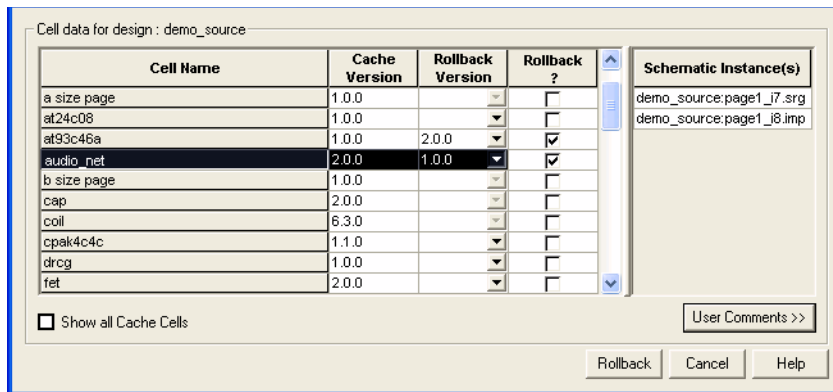 Cell data for design : demo_source
Cell Name Cache Version Rollback Version Rollback ? Schematic Instance(s)
a size page 1.0.0 demo_source:page1_i7.srg
at24c08 1.0.0 demo_source:page1_i8.imp
at93c46a 1.0.0 2.0.0
audio_net 2.0.0 1.0.0
b size page 1.0.0
cap 2.0.0
coil 6.3.0
cpak4c4c 1.1.0
drcg 1.0.0
fet 2.0.0
Show all Cache Cells User Comments >>
Rollback Cancel Help